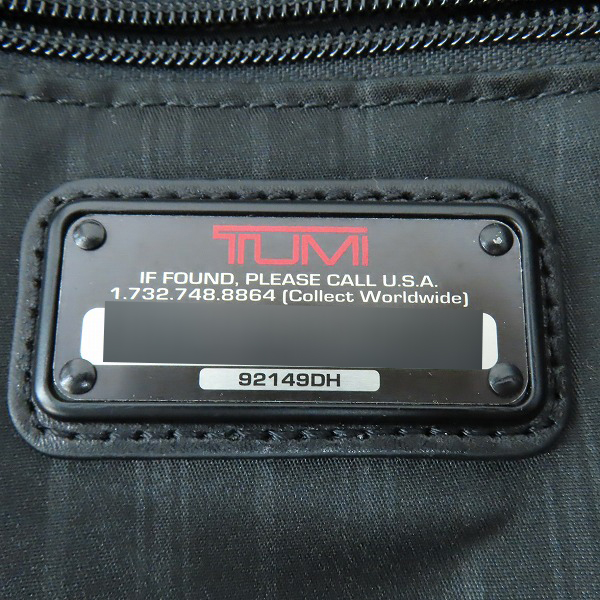 TUMI
IF FOUND, PLEASE CALL U.S.A.
1.732.748.8864 (Collect Worldwide)
92149DH